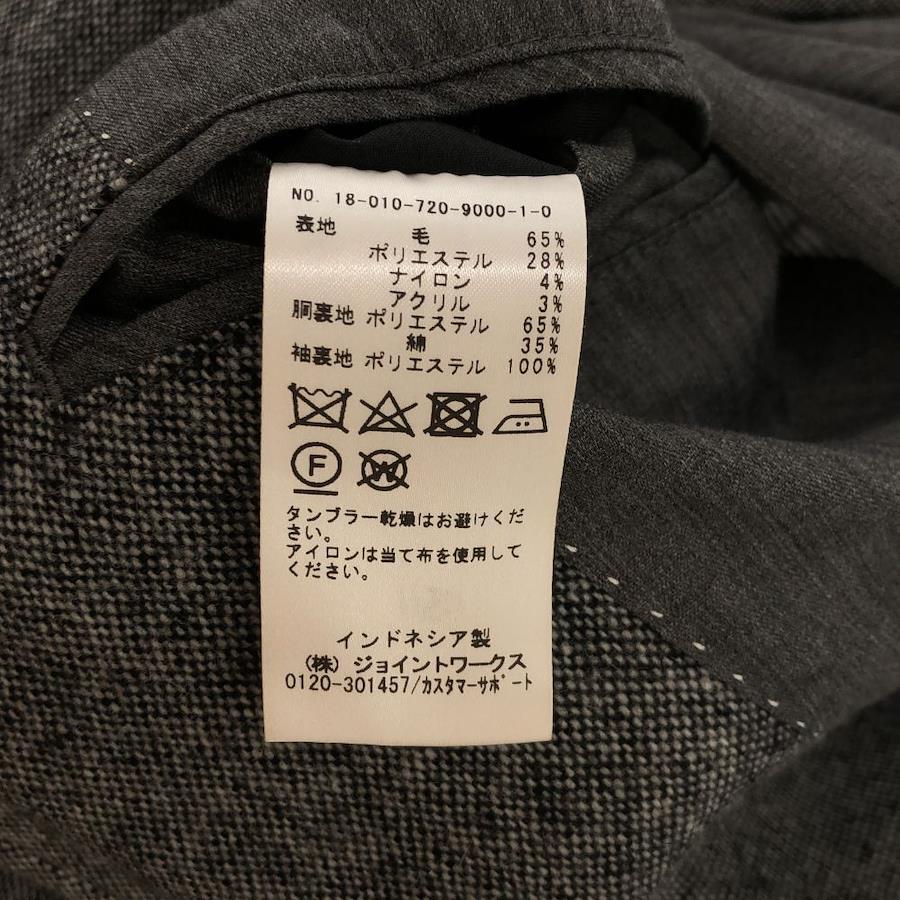 NO. 18-010-720-9000-1-0
表地 毛 65%
ポリエステル 28%
ナイロン 4%
アクリル 3%
胴裏地 ポリエステル 65%
綿 35%
袖裏地 ポリエステル 100%
F W
タンブラー乾燥はお避けくだ
さい。
アイロンは当て布を使用して
ください。
インドネシア製
(株) ジョイントワークス
0120-301457/カスタマーサポート